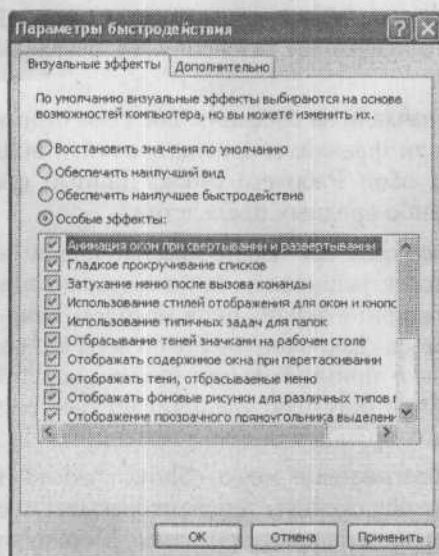 Параметры быстродействия
Визуальные эффекты Дополнительно
По умолчанию визуальные эффекты выбираются на основе
возможностей компьютера, но вы можете изменить их.
Восстановить значения по умолчанию
Обеспечить наилучший вид
Обеспечить наилучшее быстродействие
Особые эффекты:
Анимация окон при свертывании и развертывании
Гладкое прокручивание списков
Затухание меню после вызова команды
Использование стилей отображения для окон и кнопс
Использование типичных задач для папок
Отбрасывание теней значками на рабочем столе
Отображать содержимое окна при перетаскивании
Отображать тени, отбрасываемые меню
Отображать фоновые рисунки для различных типов г
Отображение прозрачного прямоугольника выделени
ОК Отмена Применить